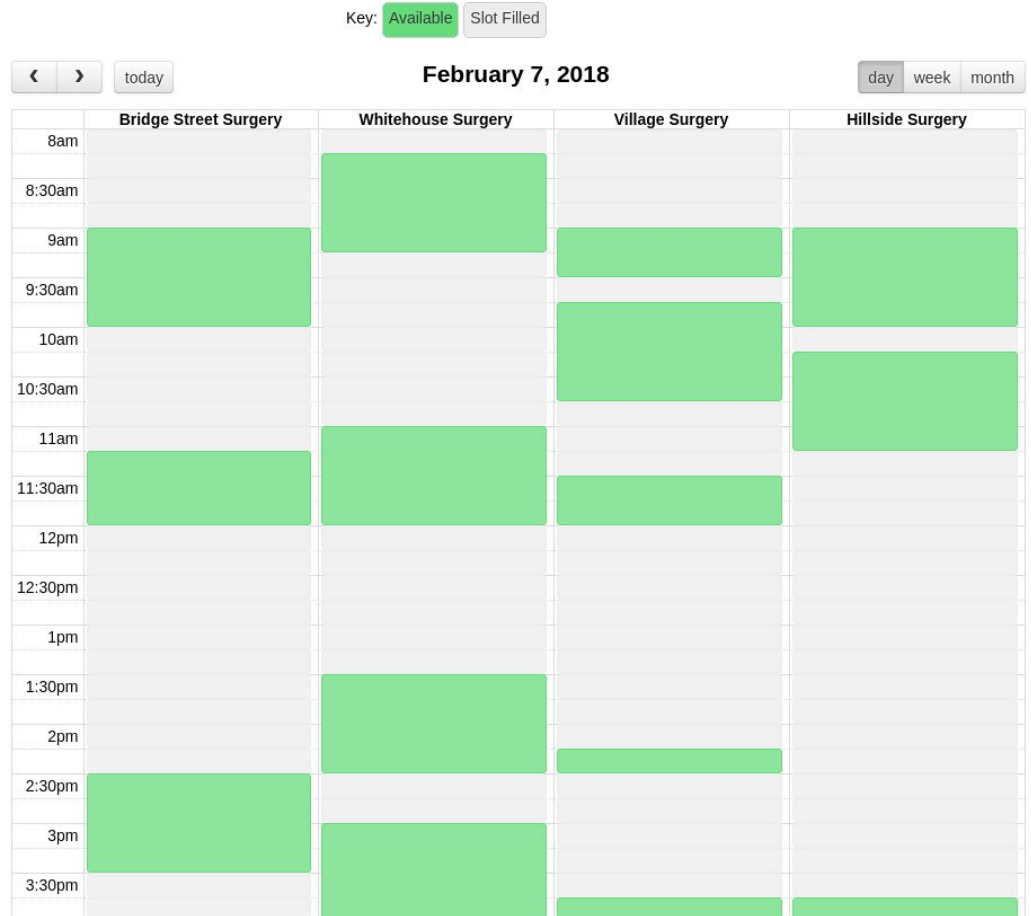 Key: Available Slot Filled
‹ › today February 7, 2018 day week month
Bridge Street Surgery Whitehouse Surgery Village Surgery Hillside Surgery
8am
8:30am
9am
9:30am
10am
10:30am
11am
11:30am
12pm
12:30pm
1pm
1:30pm
2pm
2:30pm
3pm
3:30pm